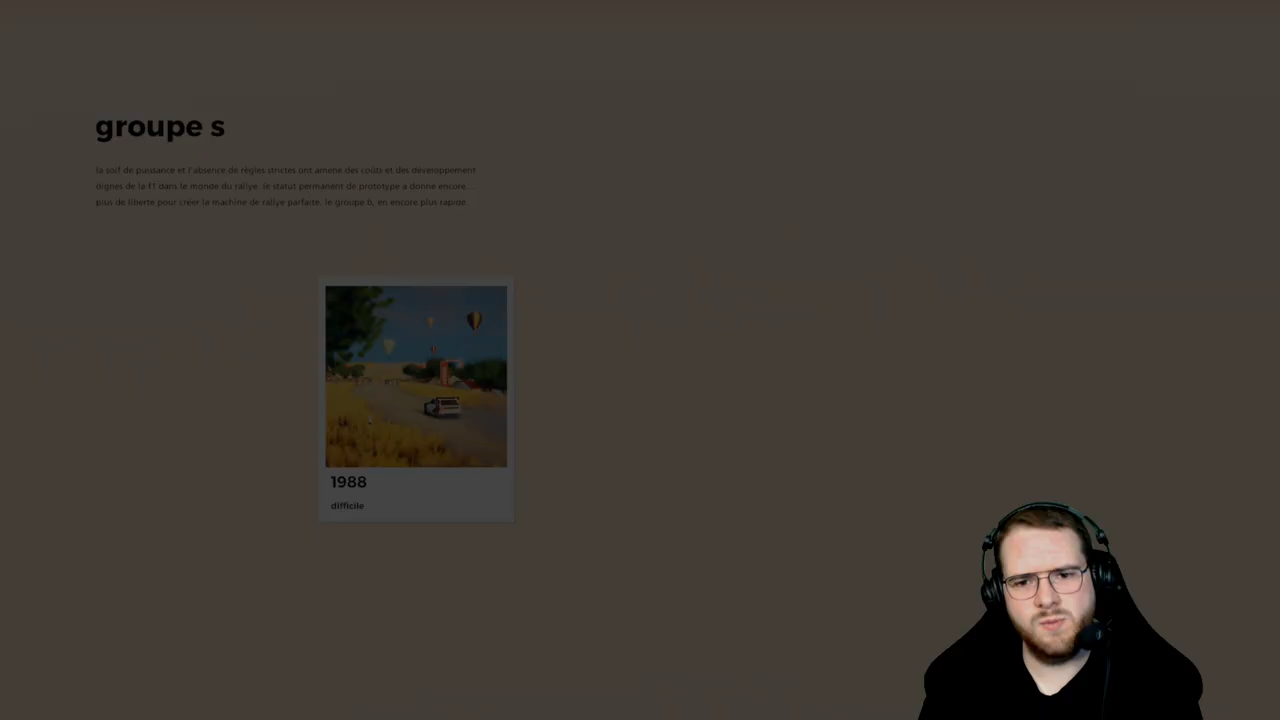 groupe s
la soif de puissance et l'absence de règles strictes ont amené des coûts et des développement
dignes de la f1 dans le monde du rallye. le statut permanent de prototype a donné encore...
plus de liberté pour créer la machine de rallye parfaite. le groupe b, en encore plus rapide.
1988
difficile